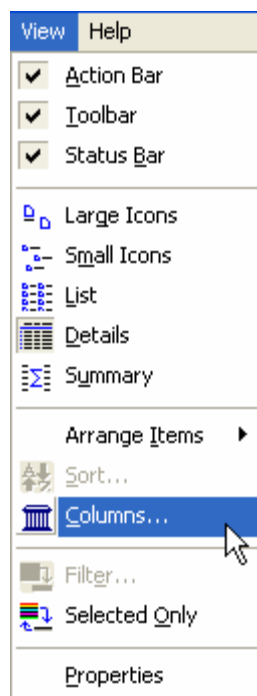 View Help
Action Bar
Toolbar
Status Bar
Large Icons
Small Icons
List
Details
Summary
Arrange Items
Sort...
Columns...
Filter...
Selected Only
Properties